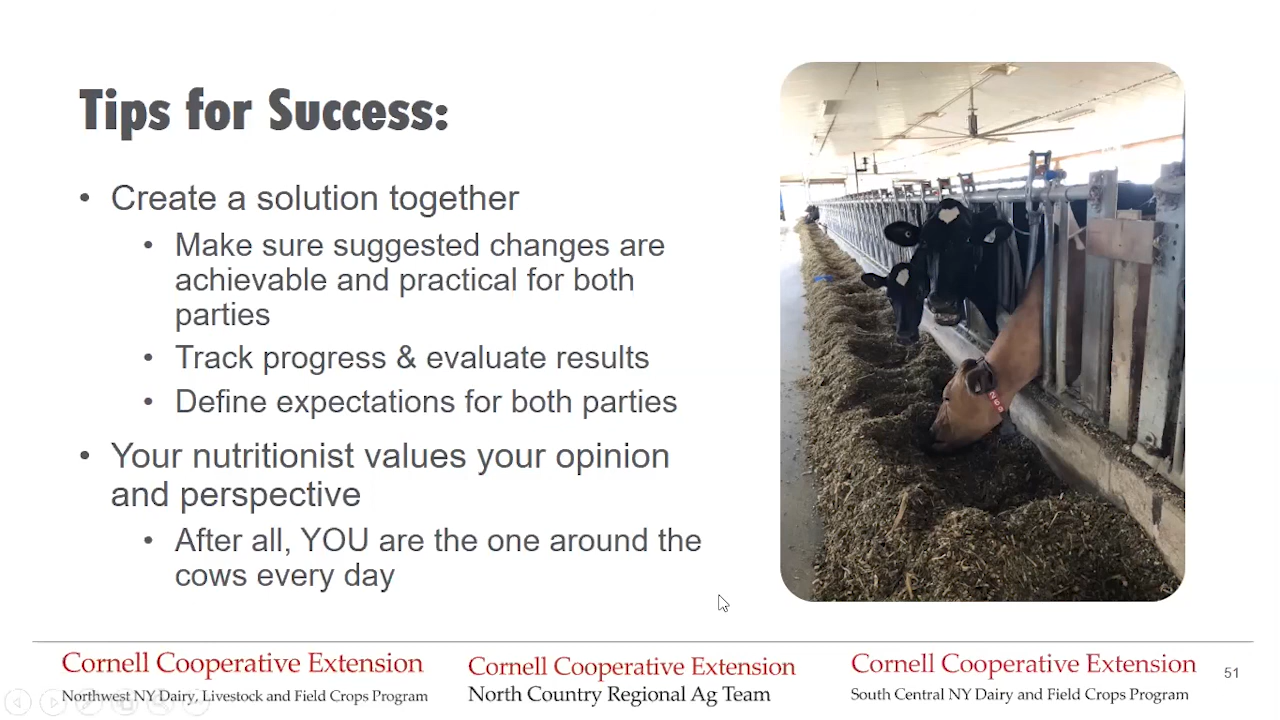 Tips for Success:
• Create a solution together
• Make sure suggested changes are
achievable and practical for both
parties
• Track progress & evaluate results
• Define expectations for both parties
• Your nutritionist values your opinion
and perspective
• After all, YOU are the one around the
cows every day
Cornell Cooperative Extension
Northwest NY Dairy, Livestock and Field Crops Program
Cornell Cooperative Extension
North Country Regional Ag Team
Cornell Cooperative Extension
South Central NY Dairy and Field Crops Program
51